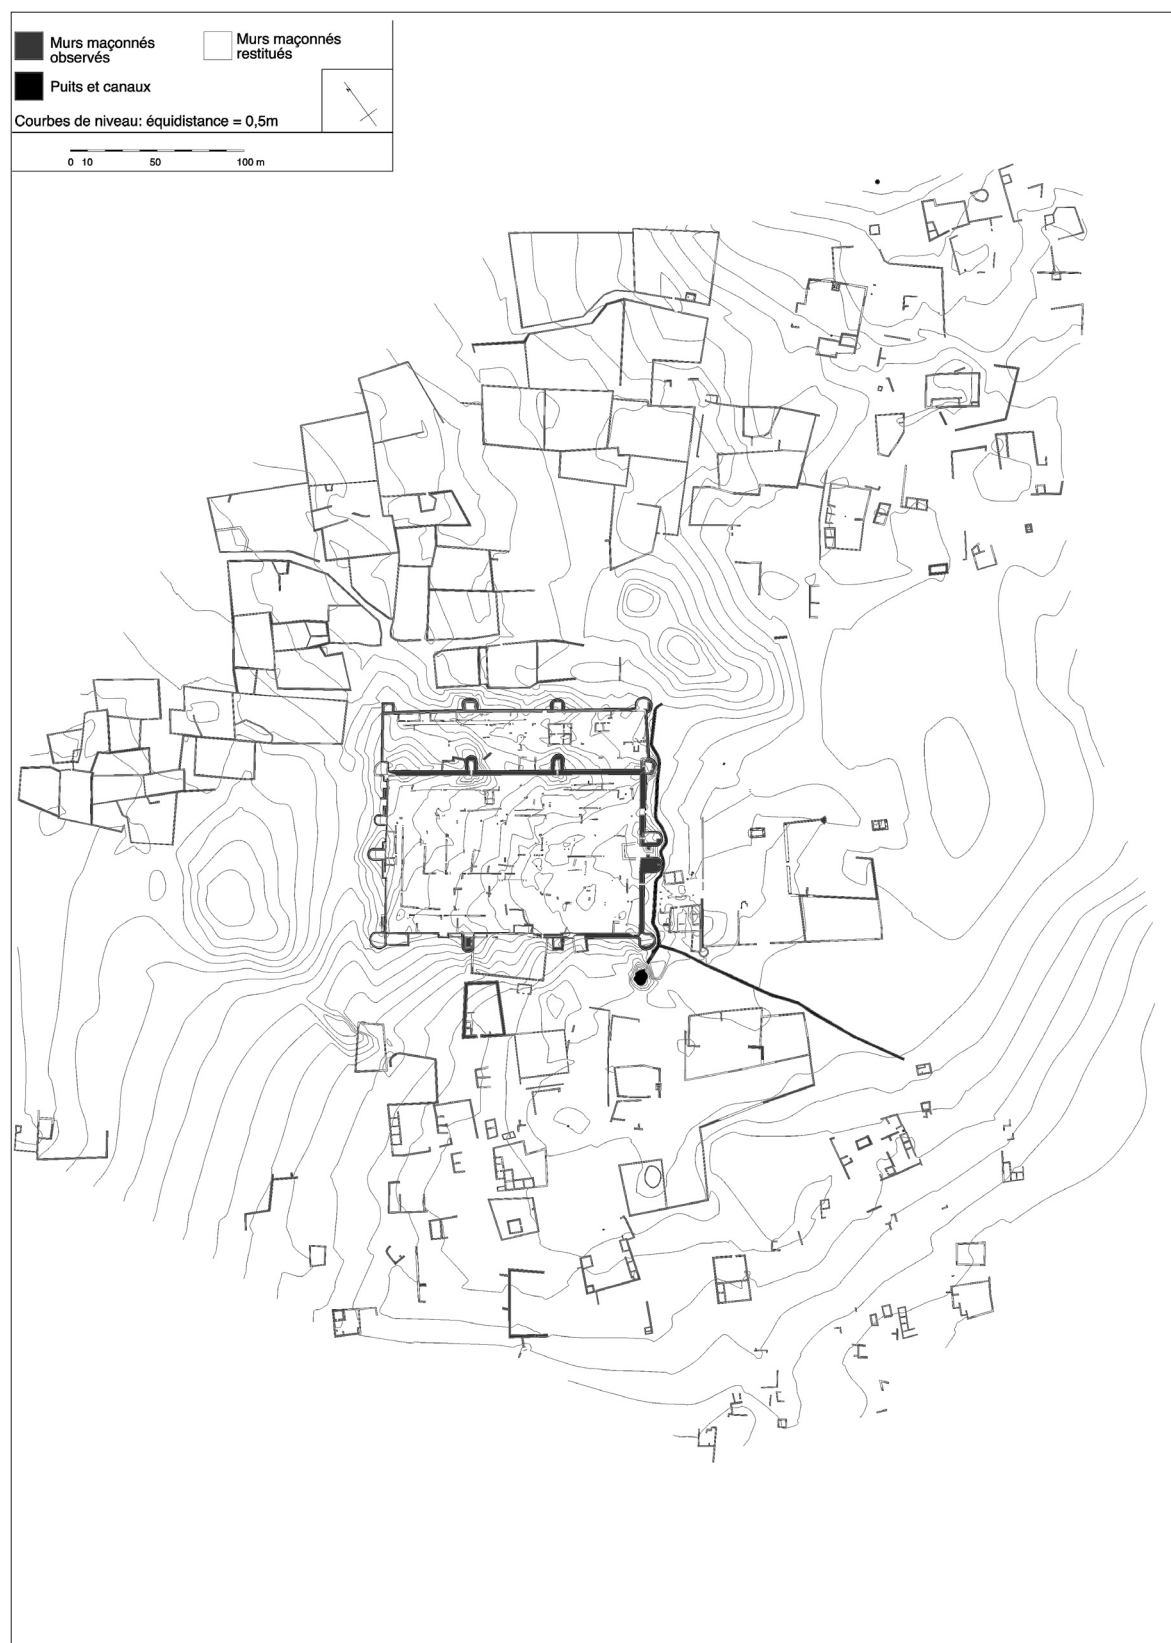 Murs maçonnés
observés
Murs maçonnés
restitués
Puits et canaux
Courbes de niveau: équidistance = 0,5m
0 10 50 100 m